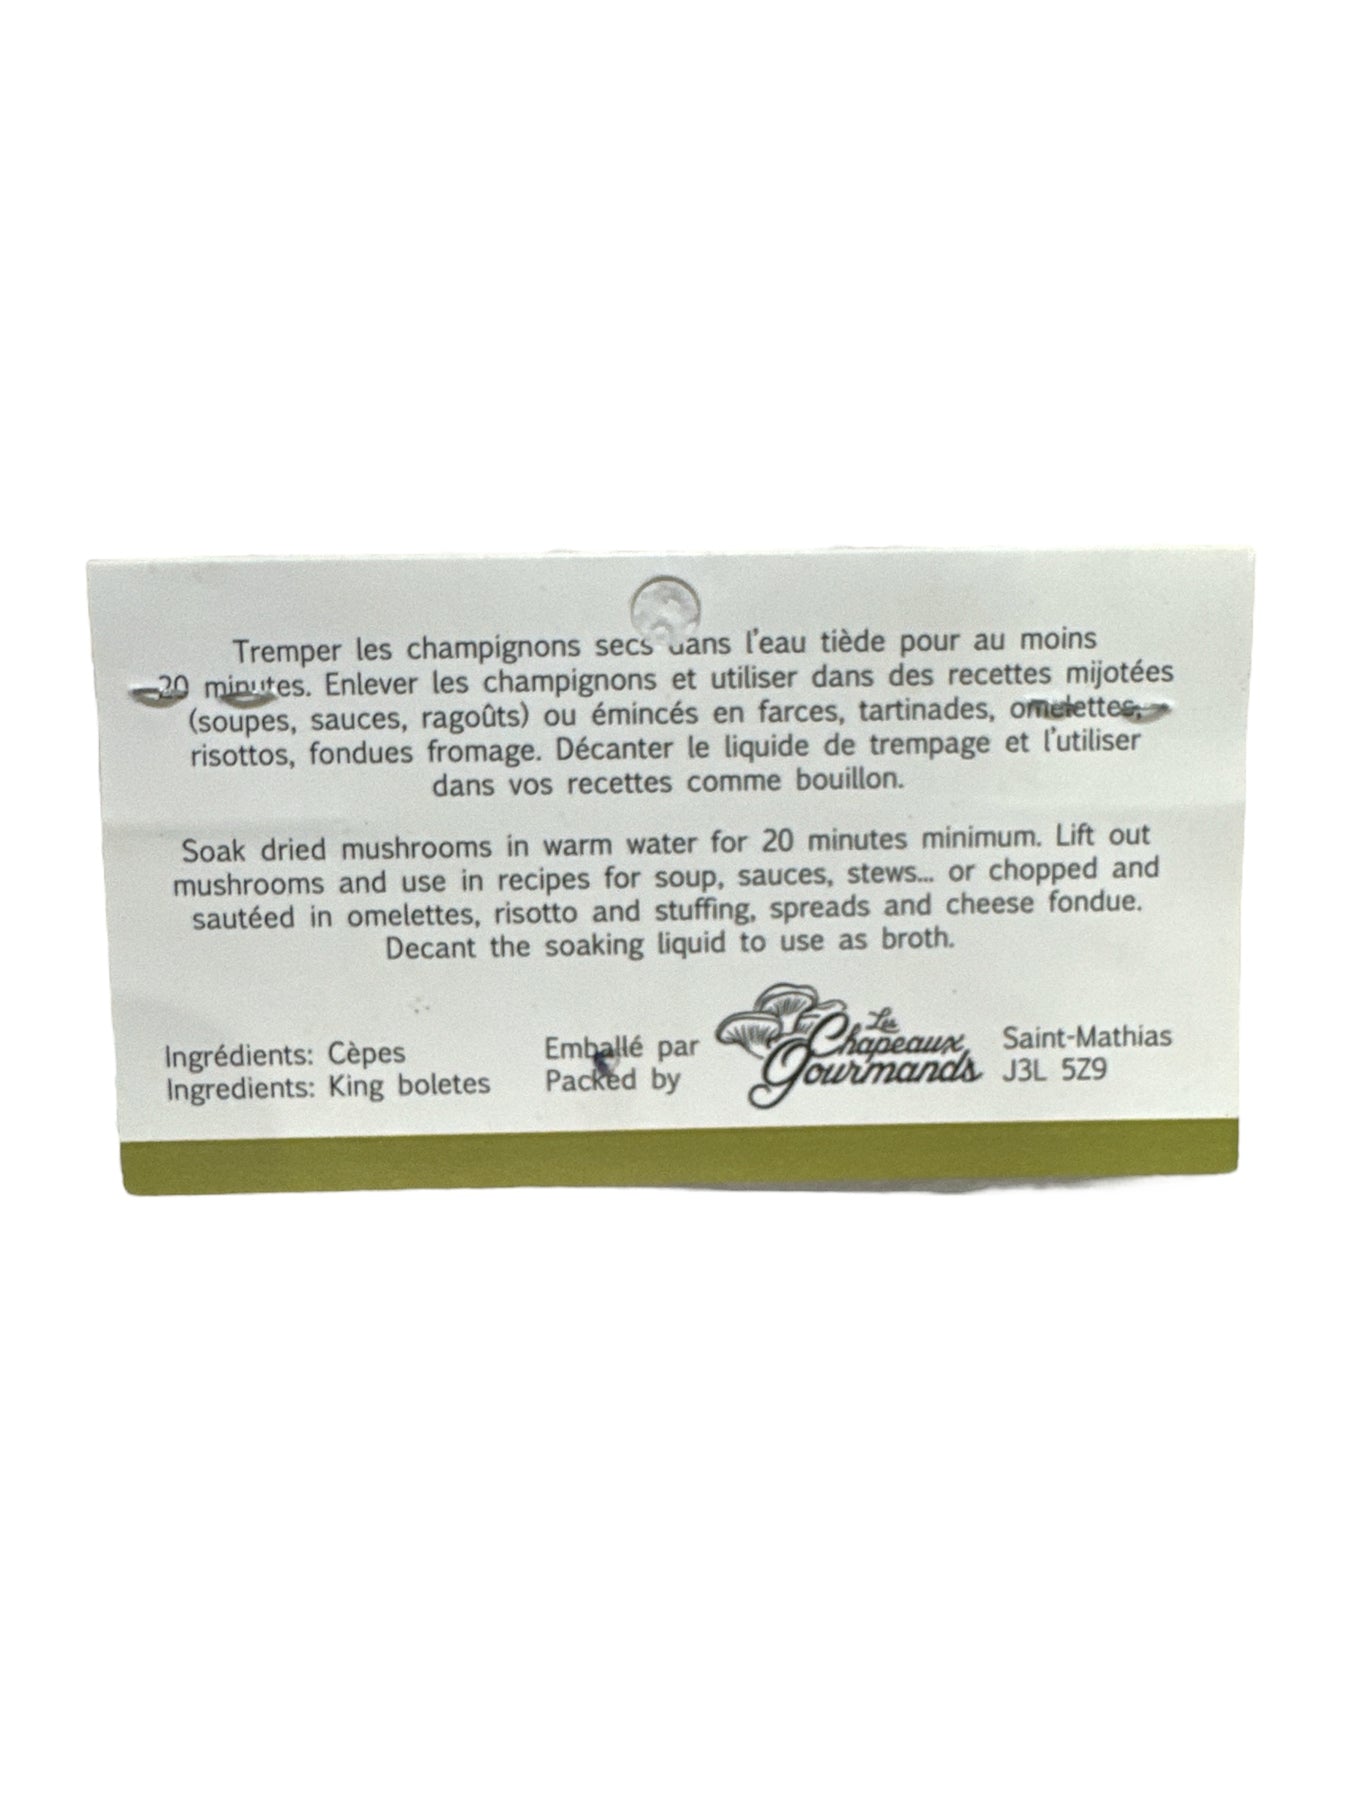 Tremper les champignons secs dans l'eau tiède pour au moins
20 minutes. Enlever les champignons et utiliser dans des recettes mijotées
(soupes, sauces, ragoûts) ou émincés en farces, tartinades, omelettes,
risottos, fondues fromage. Décanter le liquide de trempage et l'utiliser
dans vos recettes comme bouillon.
Soak dried mushrooms in warm water for 20 minutes minimum. Lift out
mushrooms and use in recipes for soup, sauces, stews... or chopped and
sautéed in omelettes, risotto and stuffing, spreads and cheese fondue.
Decant the soaking liquid to use as broth.
Ingrédients: Cèpes
Ingredients: King boletes
Emballé par
Packed by
Les
Chapeaux
Gourmands
Saint-Mathias
J3L 5Z9